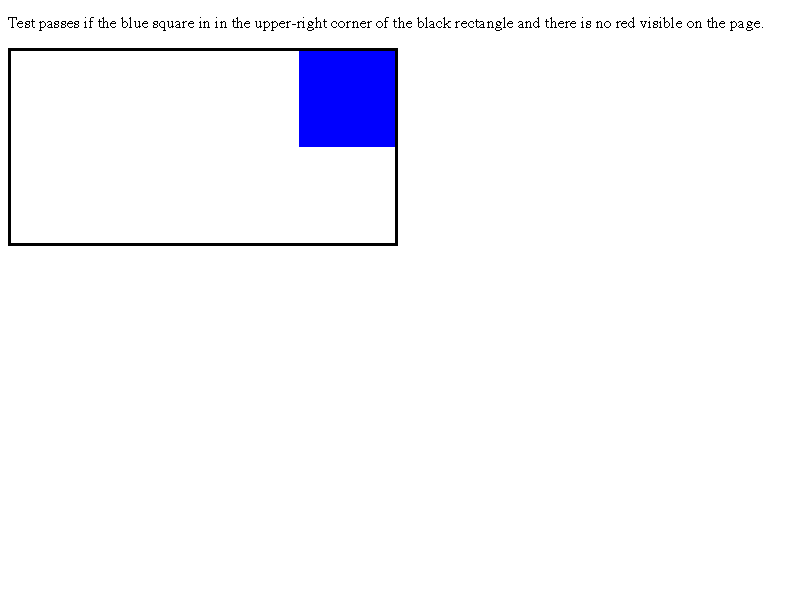 Test passes if the blue square in in the upper-right corner of the black rectangle and there is no red visible on the page.